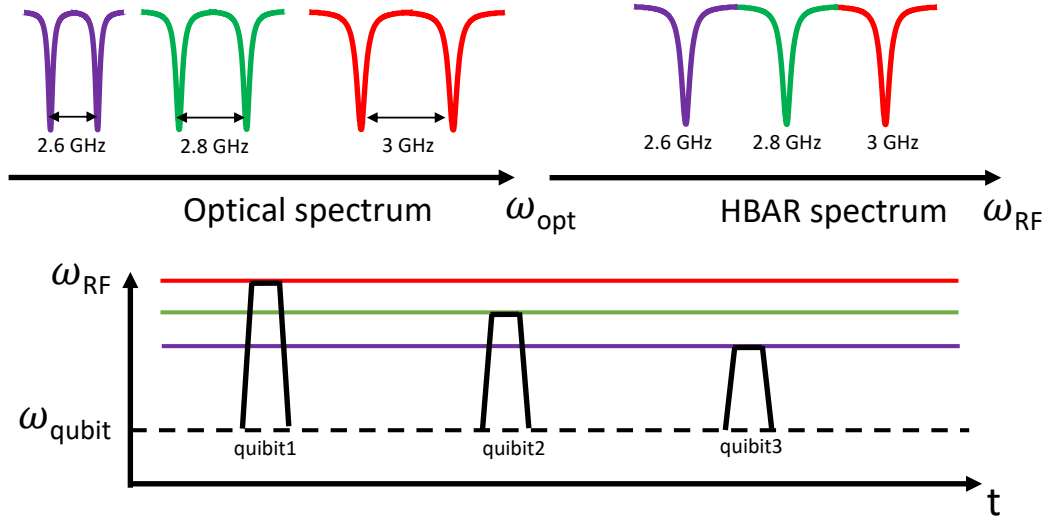 2.6 GHz
2.8 GHz
3 GHz
2.6 GHz
2.8 GHz
3 GHz
Optical spectrum
ω_opt
HBAR spectrum
ω_RF
ω_RF
ω_qubit
quibit1
quibit2
quibit3
t